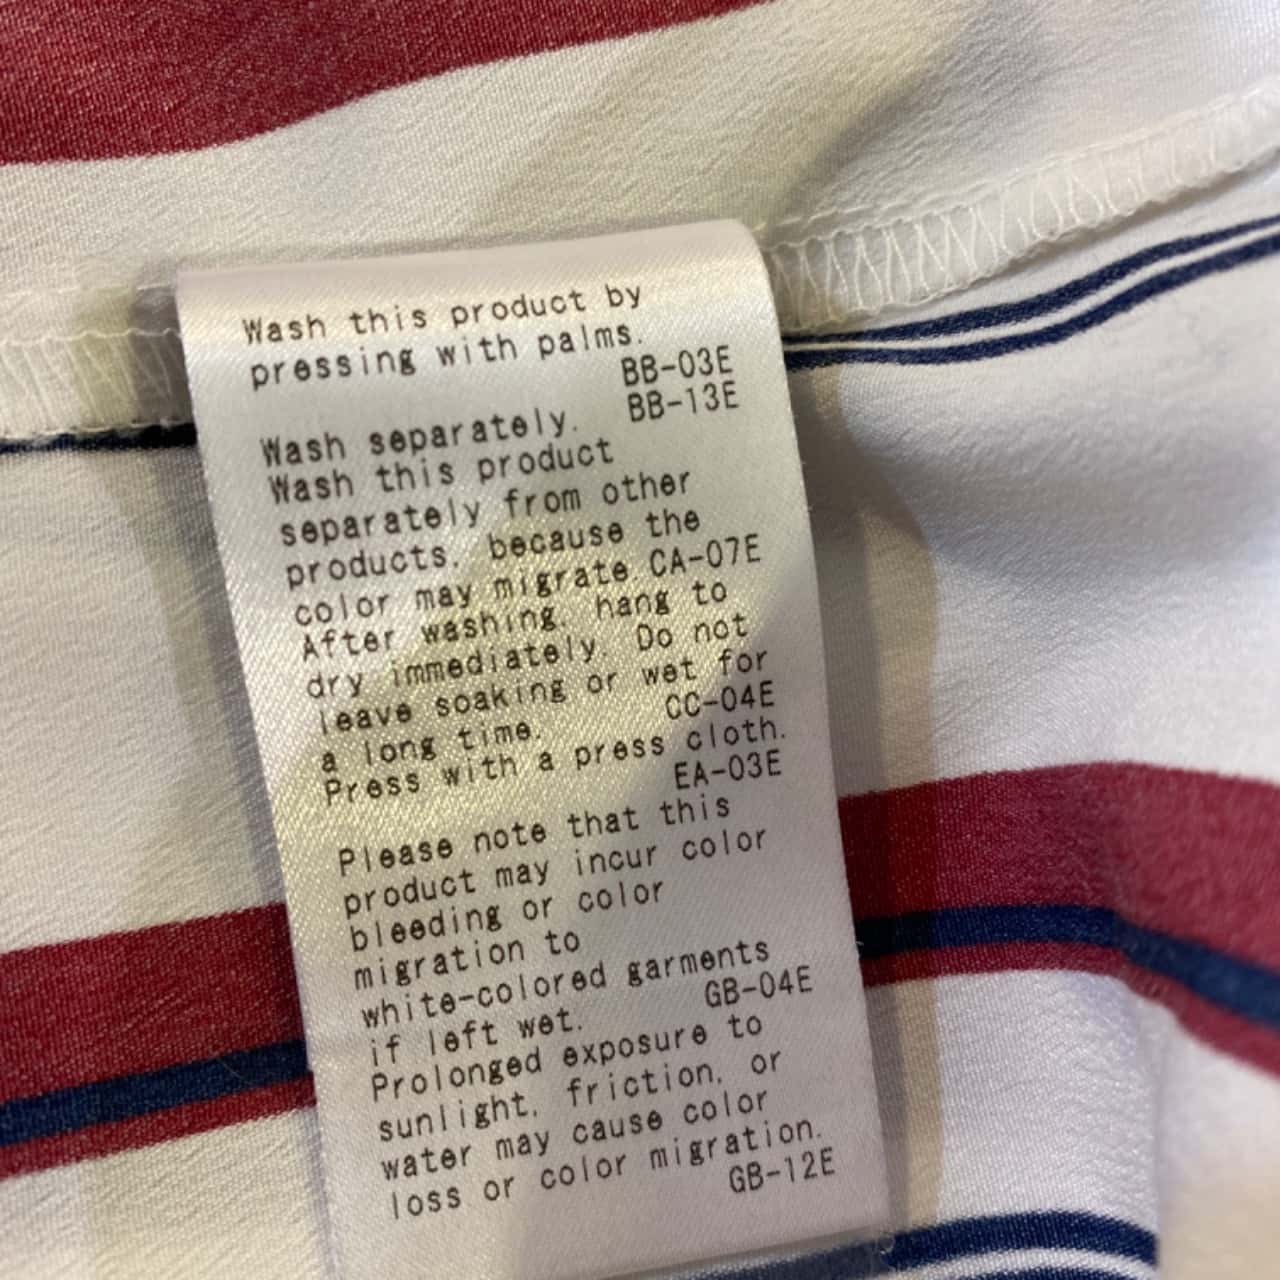 Wash this product by
pressing with palms.
BB-03E
BB-13E
Wash separately.
Wash this product
separately from other
products, because the
color may migrate. CA-07E
After washing, hang to
dry immediately. Do not
leave soaking or wet for
a long time. CC-04E
Press with a press cloth.
EA-03E
Please note that this
product may incur color
bleeding or color
migration to
white-colored garments
if left wet. GB-04E
Prolonged exposure to
sunlight, friction, or
water may cause color
loss or color migration.
GB-12E